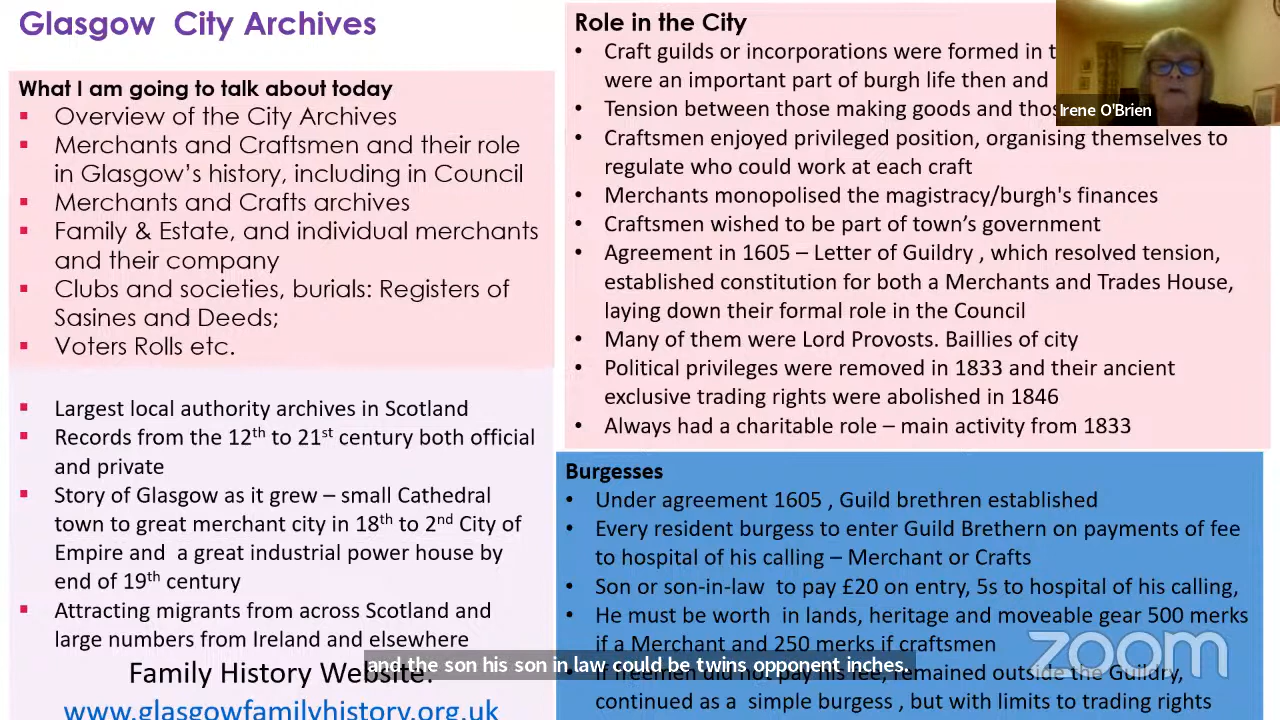 Glasgow City Archives
What I am going to talk about today
▪ Overview of the City Archives
▪ Merchants and Craftsmen and their role
in Glasgow's history, including in Council
▪ Merchants and Crafts archives
▪ Family & Estate, and individual merchants
and their company
▪ Clubs and societies, burials: Registers of
Sasines and Deeds;
▪ Voters Rolls etc.
▪ Largest local authority archives in Scotland
▪ Records from the 12th to 21st century both official
and private
▪ Story of Glasgow as it grew – small Cathedral
town to great merchant city in 18th to 2nd City of
Empire and a great industrial power house by
end of 19th century
▪ Attracting migrants from across Scotland and
large numbers from Ireland and elsewhere
Family History Website:
www.glasgowfamilyhistory.org.uk
Role in the City
• Craft guilds or incorporations were formed in
were an important part of burgh life then and
• Tension between those making goods and
• Craftsmen enjoyed privileged position, organising themselves to
regulate who could work at each craft
• Merchants monopolised the magistracy/burgh's finances
• Craftsmen wished to be part of town's government
• Agreement in 1605 – Letter of Guildry , which resolved tension,
established constitution for both a Merchants and Trades House,
laying down their formal role in the Council
• Many of them were Lord Provosts. Baillies of city
• Political privileges were removed in 1833 and their ancient
exclusive trading rights were abolished in 1846
• Always had a charitable role – main activity from 1833
Burgesses
• Under agreement 1605 , Guild brethren established
• Every resident burgess to enter Guild Brethern on payments of fee
to hospital of his calling – Merchant or Crafts
• Son or son-in-law to pay £20 on entry, 5s to hospital of his calling,
• He must be worth in lands, heritage and moveable gear 500 merks
if a Merchant and 250 merks if craftsmen
• If freemen did not pay his fee, remained outside the Guildry,
continued as a simple burgess , but with limits to trading rights
Irene O'Brien
and the son his son in law could be twins opponent inches.
zoom